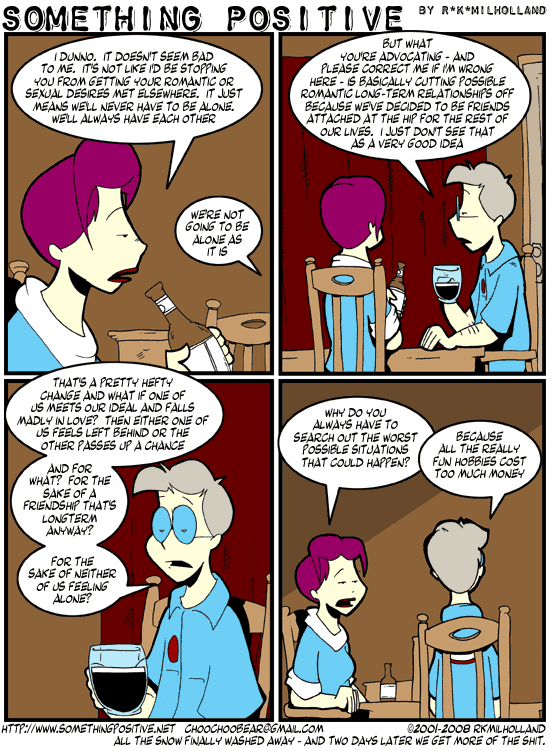 SOMETHING POSITIVE BY R*K*MILHOLLAND
I DUNNO. IT DOESN'T SEEM BAD
TO ME. IT'S NOT LIKE I'D BE STOPPING
YOU FROM GETTING YOUR ROMANTIC OR
SEXUAL DESIRES MET ELSEWHERE. IT JUST
MEANS WE'LL NEVER HAVE TO BE ALONE.
WE'LL ALWAYS HAVE EACH OTHER
WE'RE NOT
GOING TO BE
ALONE AS
IT IS
BUT WHAT
YOU'RE ADVOCATING - AND
PLEASE CORRECT ME IF I'M WRONG
HERE - IS BASICALLY CUTTING POSSIBLE
ROMANTIC LONG-TERM RELATIONSHIPS OFF
BECAUSE WE'VE DECIDED TO BE FRIENDS
ATTACHED AT THE HIP FOR THE REST OF
OUR LIVES. I JUST DON'T SEE THAT
AS A VERY GOOD IDEA
THAT'S A PRETTY HEFTY
CHANGE AND WHAT IF ONE OF
US MEETS OUR IDEAL AND FALLS
MADLY IN LOVE? THEN EITHER ONE OF
US FEELS LEFT BEHIND OR THE
OTHER PASSES UP A CHANCE
AND FOR
WHAT? FOR THE
SAKE OF A
FRIENDSHIP THAT'S
LONGTERM
ANYWAY?
FOR THE
SAKE OF NEITHER
OF US FEELING
ALONE?
WHY DO YOU
ALWAYS HAVE TO
SEARCH OUT THE WORST
POSSIBLE SITUATIONS
THAT COULD HAPPEN?
BECAUSE
ALL THE REALLY
FUN HOBBIES COST
TOO MUCH MONEY
HTTP://WWW.SOMETHINGPOSITIVE.NET CHOOCHOOBEAR@GMAIL.COM ©2001-2008 RKMILHOLLAND
ALL THE SNOW FINALLY WASHED AWAY - AND TWO DAYS LATER WE GET MORE OF THE SHIT.